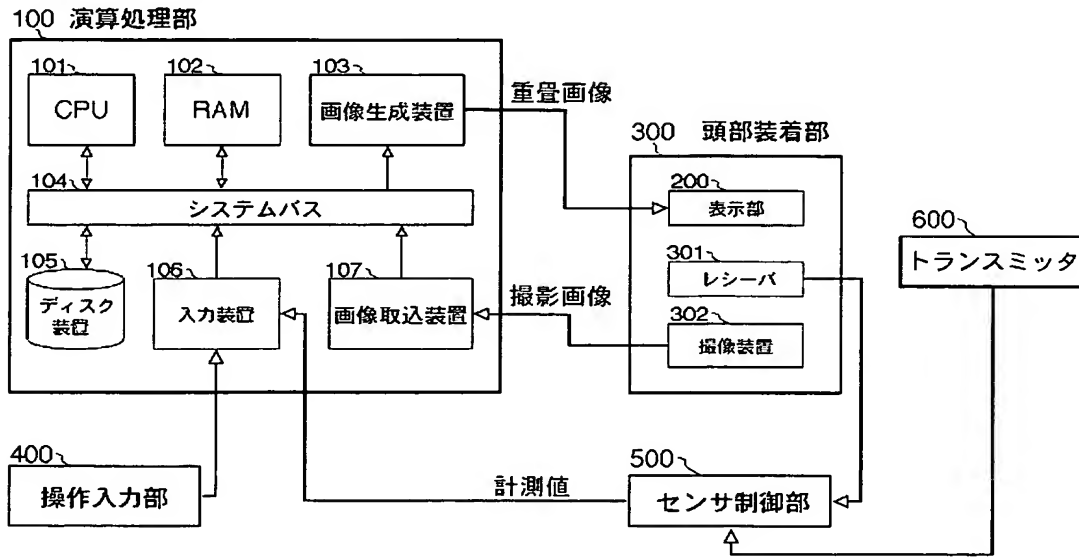 100 演算処理部
101
CPU
102
RAM
103
画像生成装置
104
システムバス
105
ディスク
装置
106
入力装置
107
画像取込装置
重畳画像
撮影画像
300 頭部装着部
200
表示部
301
レシーバ
302
撮像装置
600
トランスミッタ
400
操作入力部
計測値
500
センサ制御部